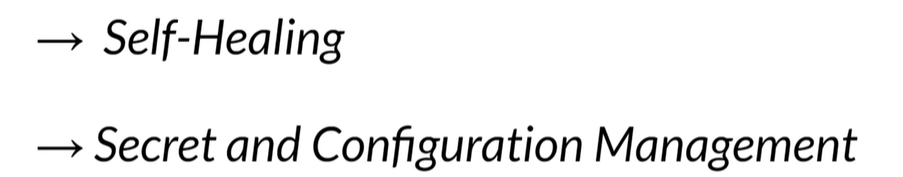 → Self-Healing
→ Secret and Configuration Management